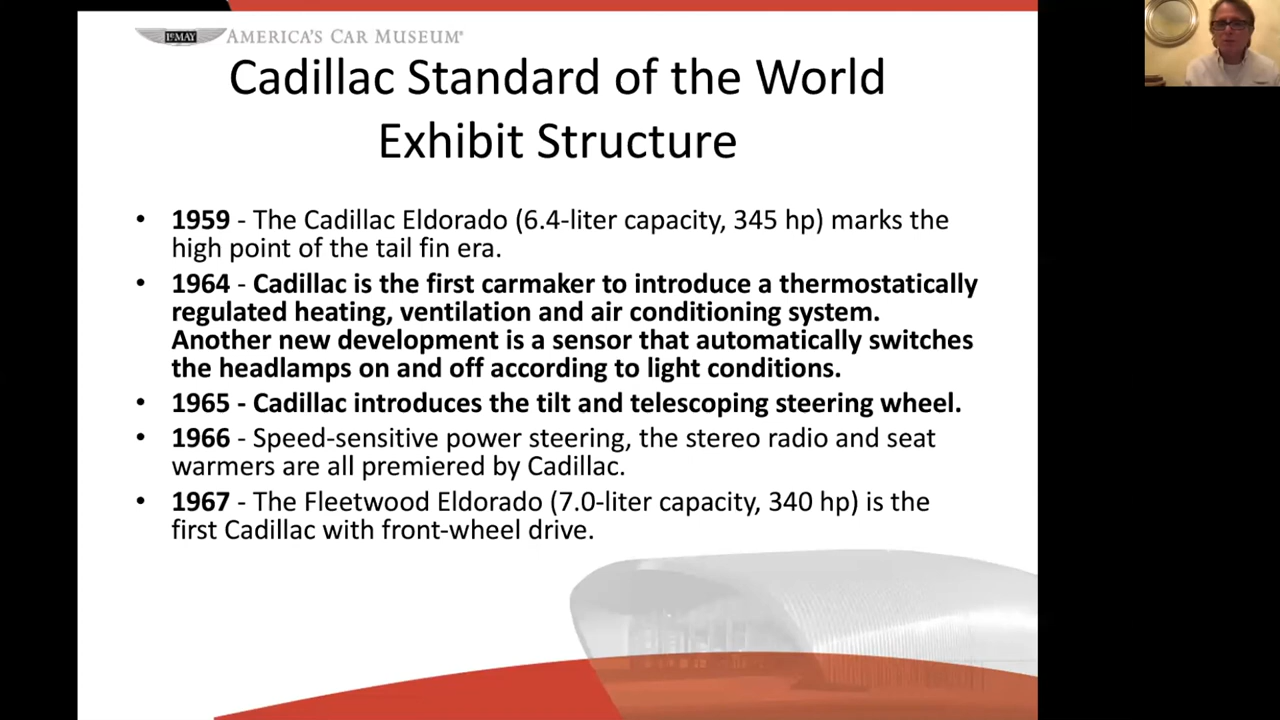 LEMAY AMERICA'S CAR MUSEUM®
Cadillac Standard of the World
Exhibit Structure
• 1959 - The Cadillac Eldorado (6.4-liter capacity, 345 hp) marks the
high point of the tail fin era.
• 1964 - Cadillac is the first carmaker to introduce a thermostatically
regulated heating, ventilation and air conditioning system.
Another new development is a sensor that automatically switches
the headlamps on and off according to light conditions.
• 1965 - Cadillac introduces the tilt and telescoping steering wheel.
• 1966 - Speed-sensitive power steering, the stereo radio and seat
warmers are all premiered by Cadillac.
• 1967 - The Fleetwood Eldorado (7.0-liter capacity, 340 hp) is the
first Cadillac with front-wheel drive.